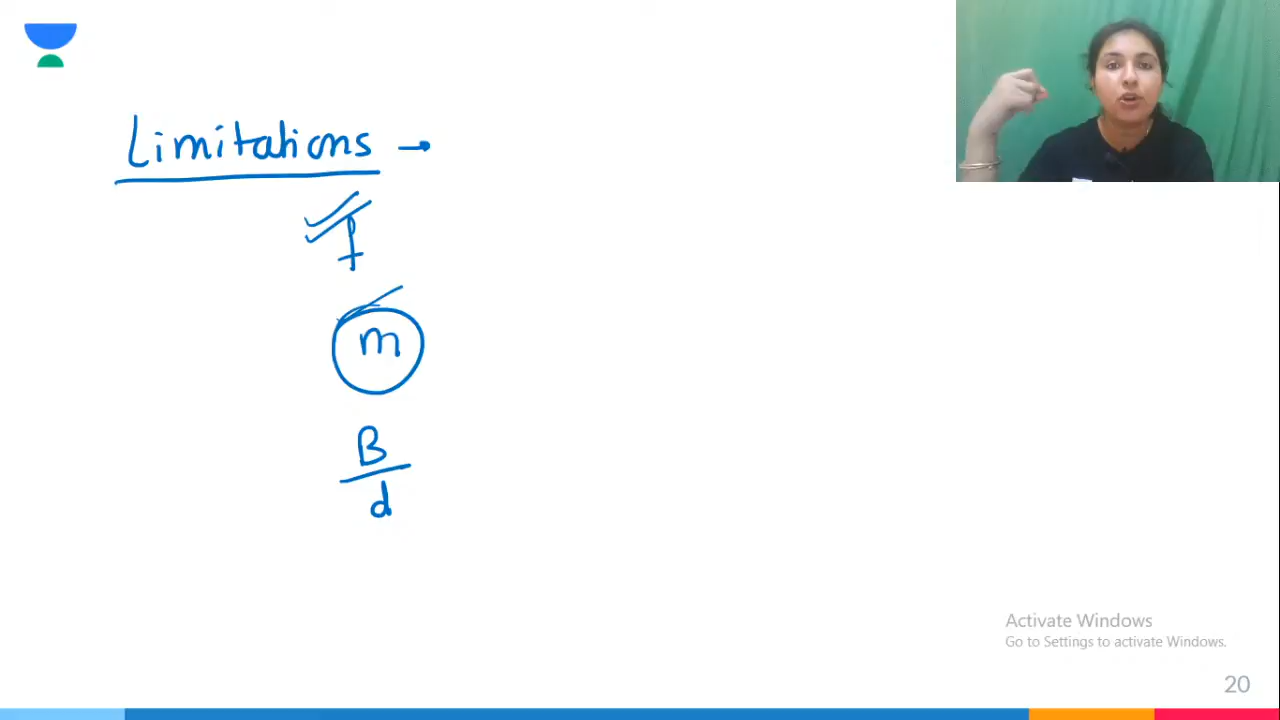 Limitations →
f
m
B
d
Activate Windows
Go to Settings to activate Windows.
20